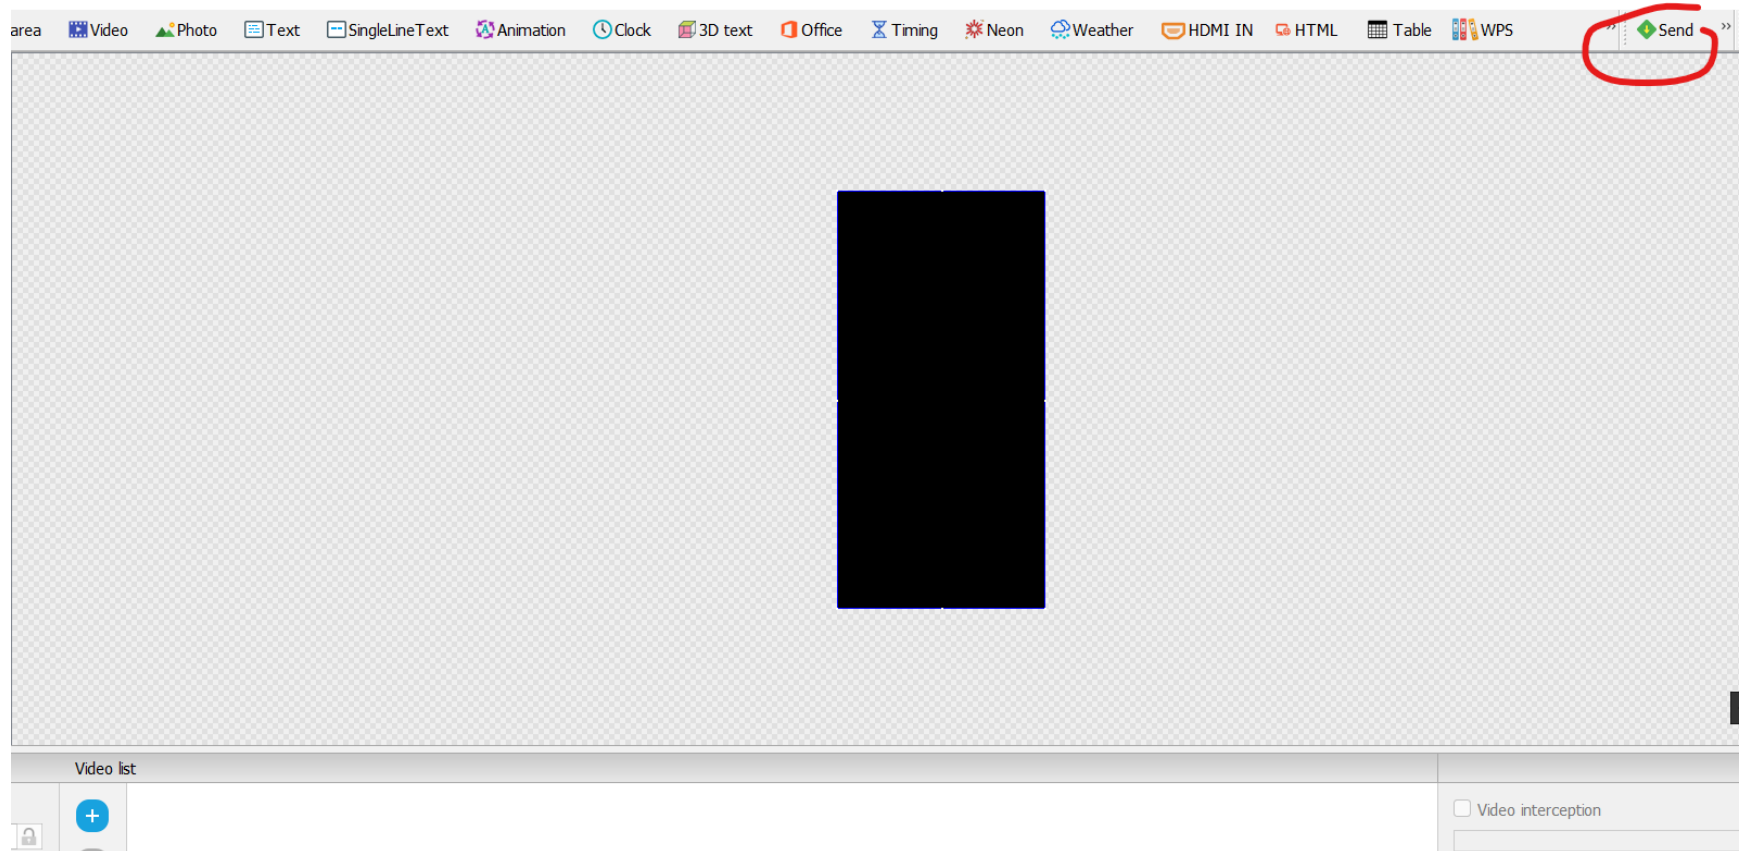 area Video Photo Text SingleLineText Animation Clock 3D text Office Timing Neon Weather HDMI IN HTML Table WPS » Send »
Video list
Video interception